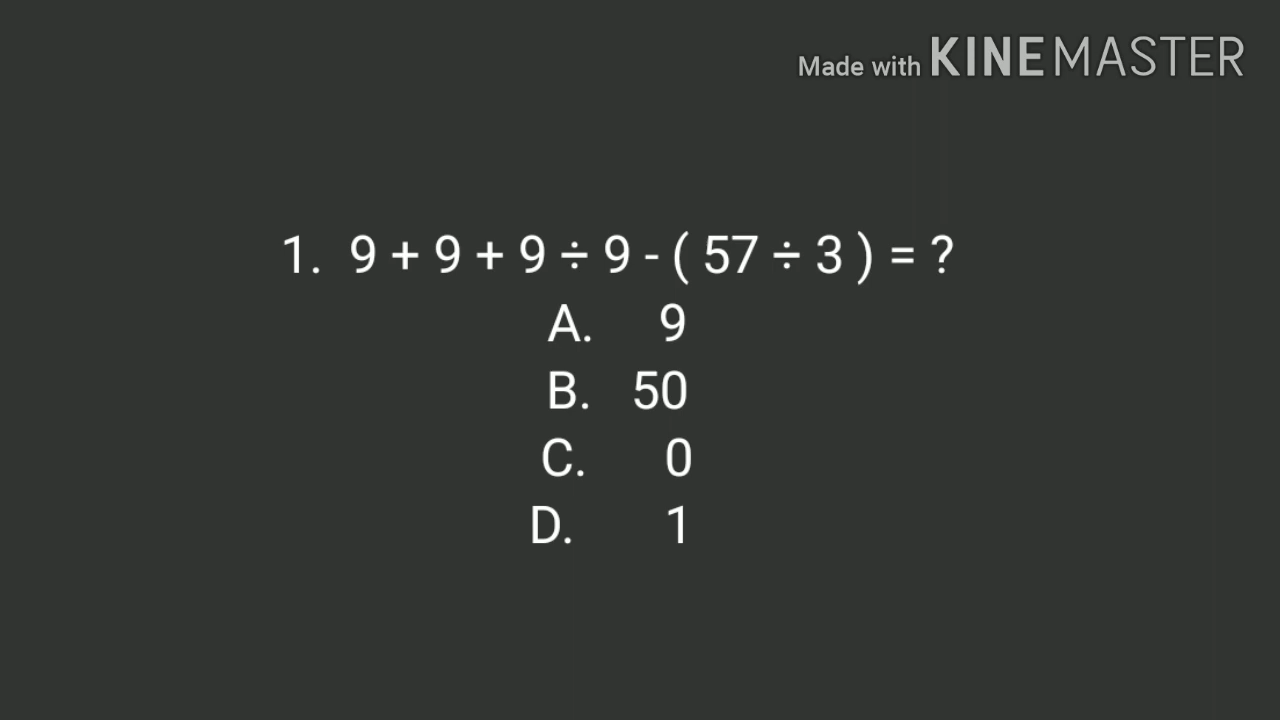 Made with KINEMASTER
1. 9 + 9 + 9 ÷ 9 - ( 57 ÷ 3 ) = ?
A. 9
B. 50
C. 0
D. 1